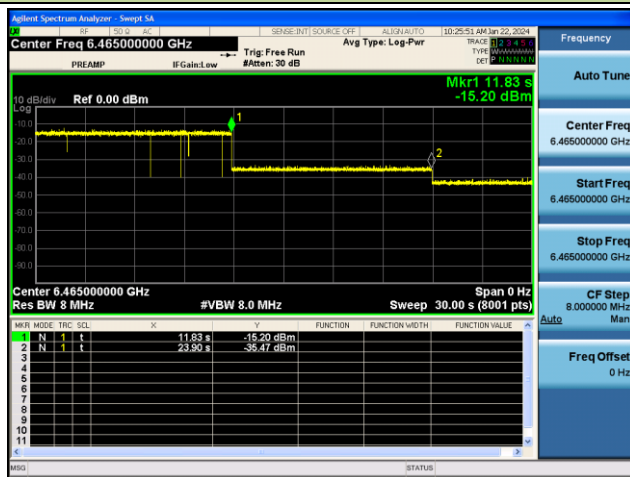 Agilent Spectrum Analyzer - Swept SA
RF 50 Ω AC SENSE:INT SOURCE OFF ALIGN AUTO 10:25:51 AM Jan 22, 2024
Center Freq 6.465000000 GHz
Avg Type: Log-Pwr
TRACE 1 2 3 4 5 6
TYPE
DET P N N N N N
PREAMP IFGain:Low
Trig: Free Run
#Atten: 30 dB
Mkr1 11.83 s
-15.20 dBm
10 dB/div Ref 0.00 dBm
Log
-10.0
-20.0
-30.0
-40.0
-50.0
-60.0
-70.0
-80.0
-90.0
1
2
Center 6.465000000 GHz Span 0 Hz
Res BW 8 MHz #VBW 8.0 MHz Sweep 30.00 s (8001 pts)
MKR MODE TRC SCL X Y FUNCTION FUNCTION WIDTH FUNCTION VALUE
1 N 1 t 11.83 s -15.20 dBm
2 N 1 t 23.90 s -35.47 dBm
3
4
5
6
7
8
9
10
11
MSG STATUS
Frequency
Auto Tune
Center Freq
6.465000000 GHz
Start Freq
6.465000000 GHz
Stop Freq
6.465000000 GHz
CF Step
8.000000 MHz
Auto Man
Freq Offset
0 Hz